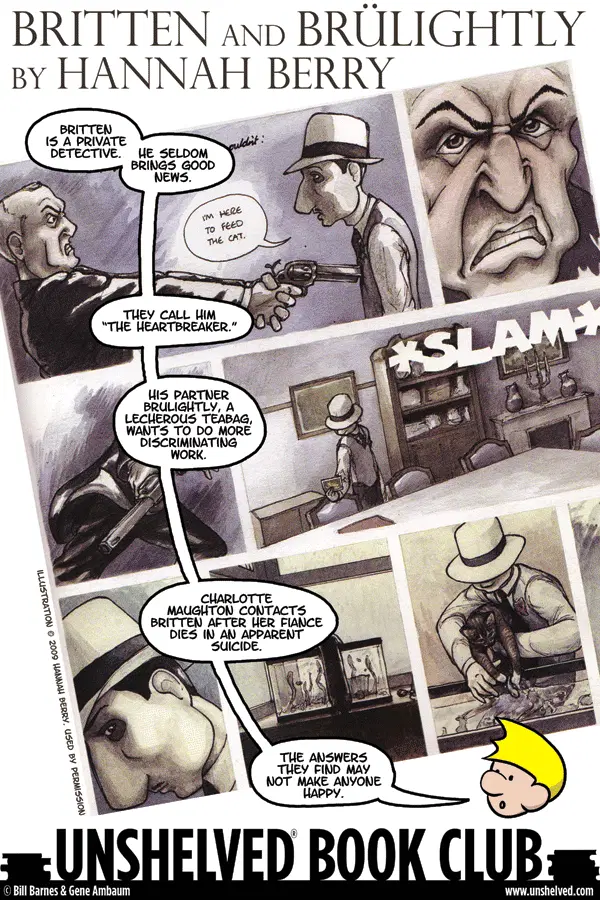 BRITTEN AND BRÜLIGHTLY
BY HANNAH BERRY
BRITTEN
IS A PRIVATE
DETECTIVE.
HE SELDOM
BRINGS GOOD
NEWS.
I'M HERE
TO FEED
THE CAT.
THEY CALL HIM
"THE HEARTBREAKER."
*SLAM*
HIS PARTNER
BRULIGHTLY, A
LECHEROUS TEABAG,
WANTS TO DO MORE
DISCRIMINATING
WORK.
CHARLOTTE
MAUGHTON CONTACTS
BRITTEN AFTER HER FIANCE
DIES IN AN APPARENT
SUICIDE.
THE ANSWERS
THEY FIND MAY
NOT MAKE ANYONE
HAPPY.
ILLUSTRATION © 2009 HANNAH BERRY. USED BY PERMISSION
UNSHELVED® BOOK CLUB
© Bill Barnes & Gene Ambaum
www.unshelved.com